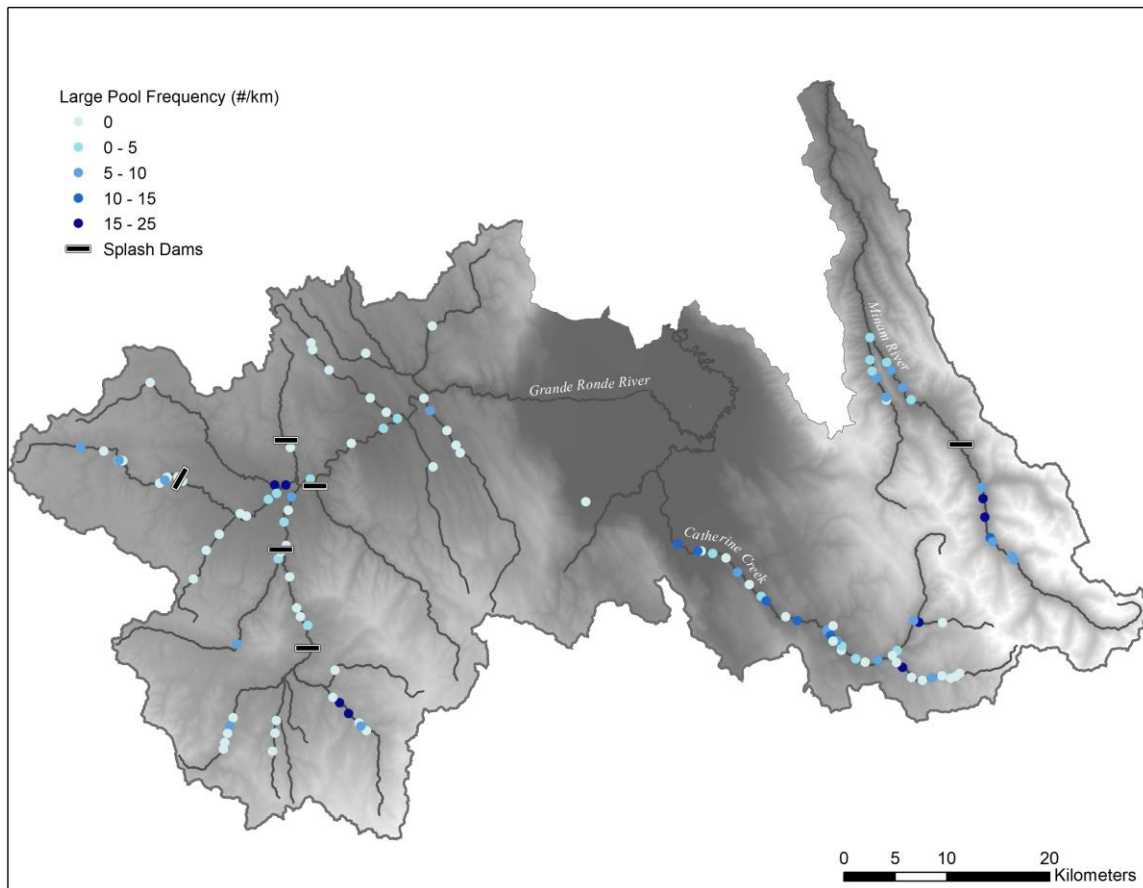 Large Pool Frequency (#/km)
0
0 - 5
5 - 10
10 - 15
15 - 25
Splash Dams
Minam River
Grande Ronde River
Catherine Creek
0 5 10 20
Kilometers